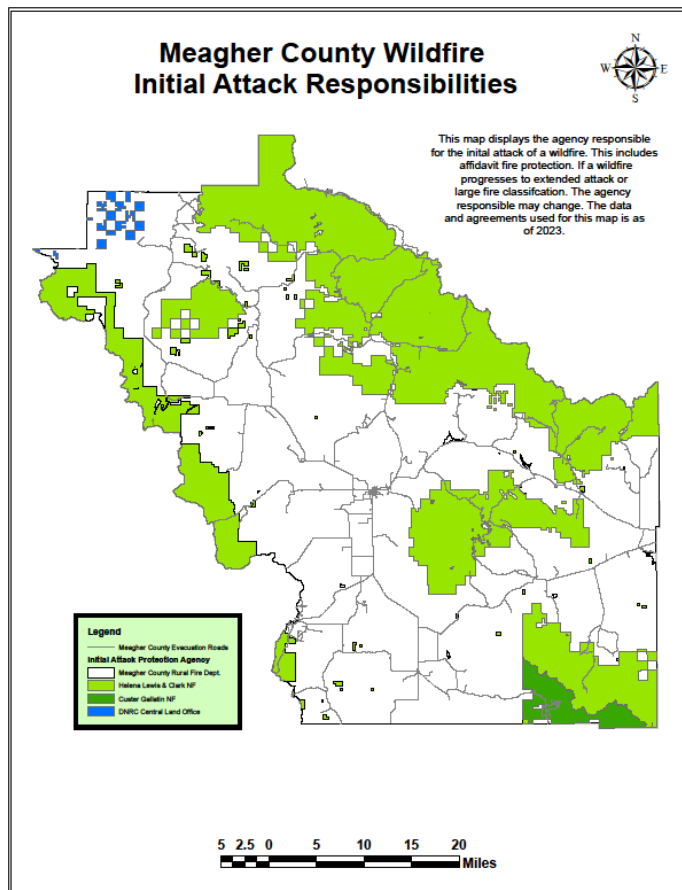 Meagher County Wildfire
Initial Attack Responsibilities
N
W
E
S
This map displays the agency responsible
for the inital attack of a wildfire. This includes
affidavit fire protection. If a wildfire
progresses to extended attack or
large fire classifcation. The agency
responsible may change. The data
and agreements used for this map is as
of 2023.
Legend
Meagher County Evacuation Roads
Initial Attack Protection Agency
Meagher County Rural Fire Dept.
Helena Lewis & Clark NF
Custer Gallatin NF
DNRC Central Land Office
5 2.5 0 5 10 15 20
Miles